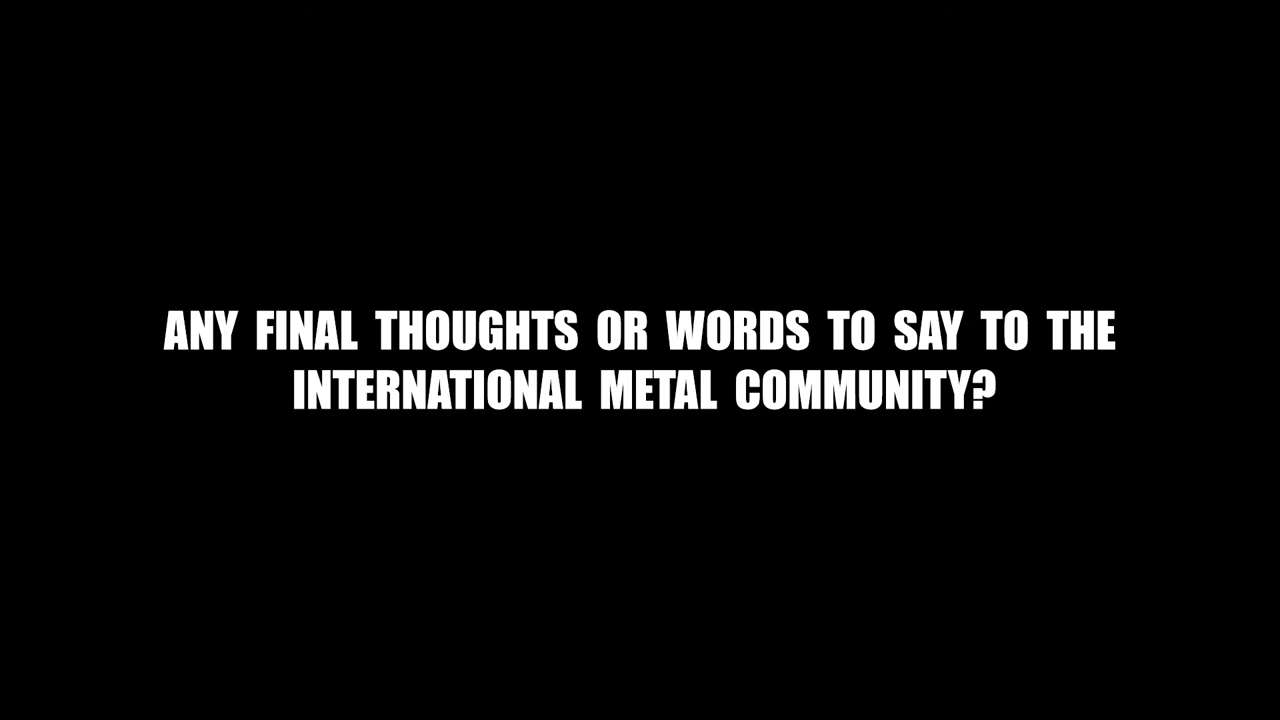 ANY FINAL THOUGHTS OR WORDS TO SAY TO THE
INTERNATIONAL METAL COMMUNITY?